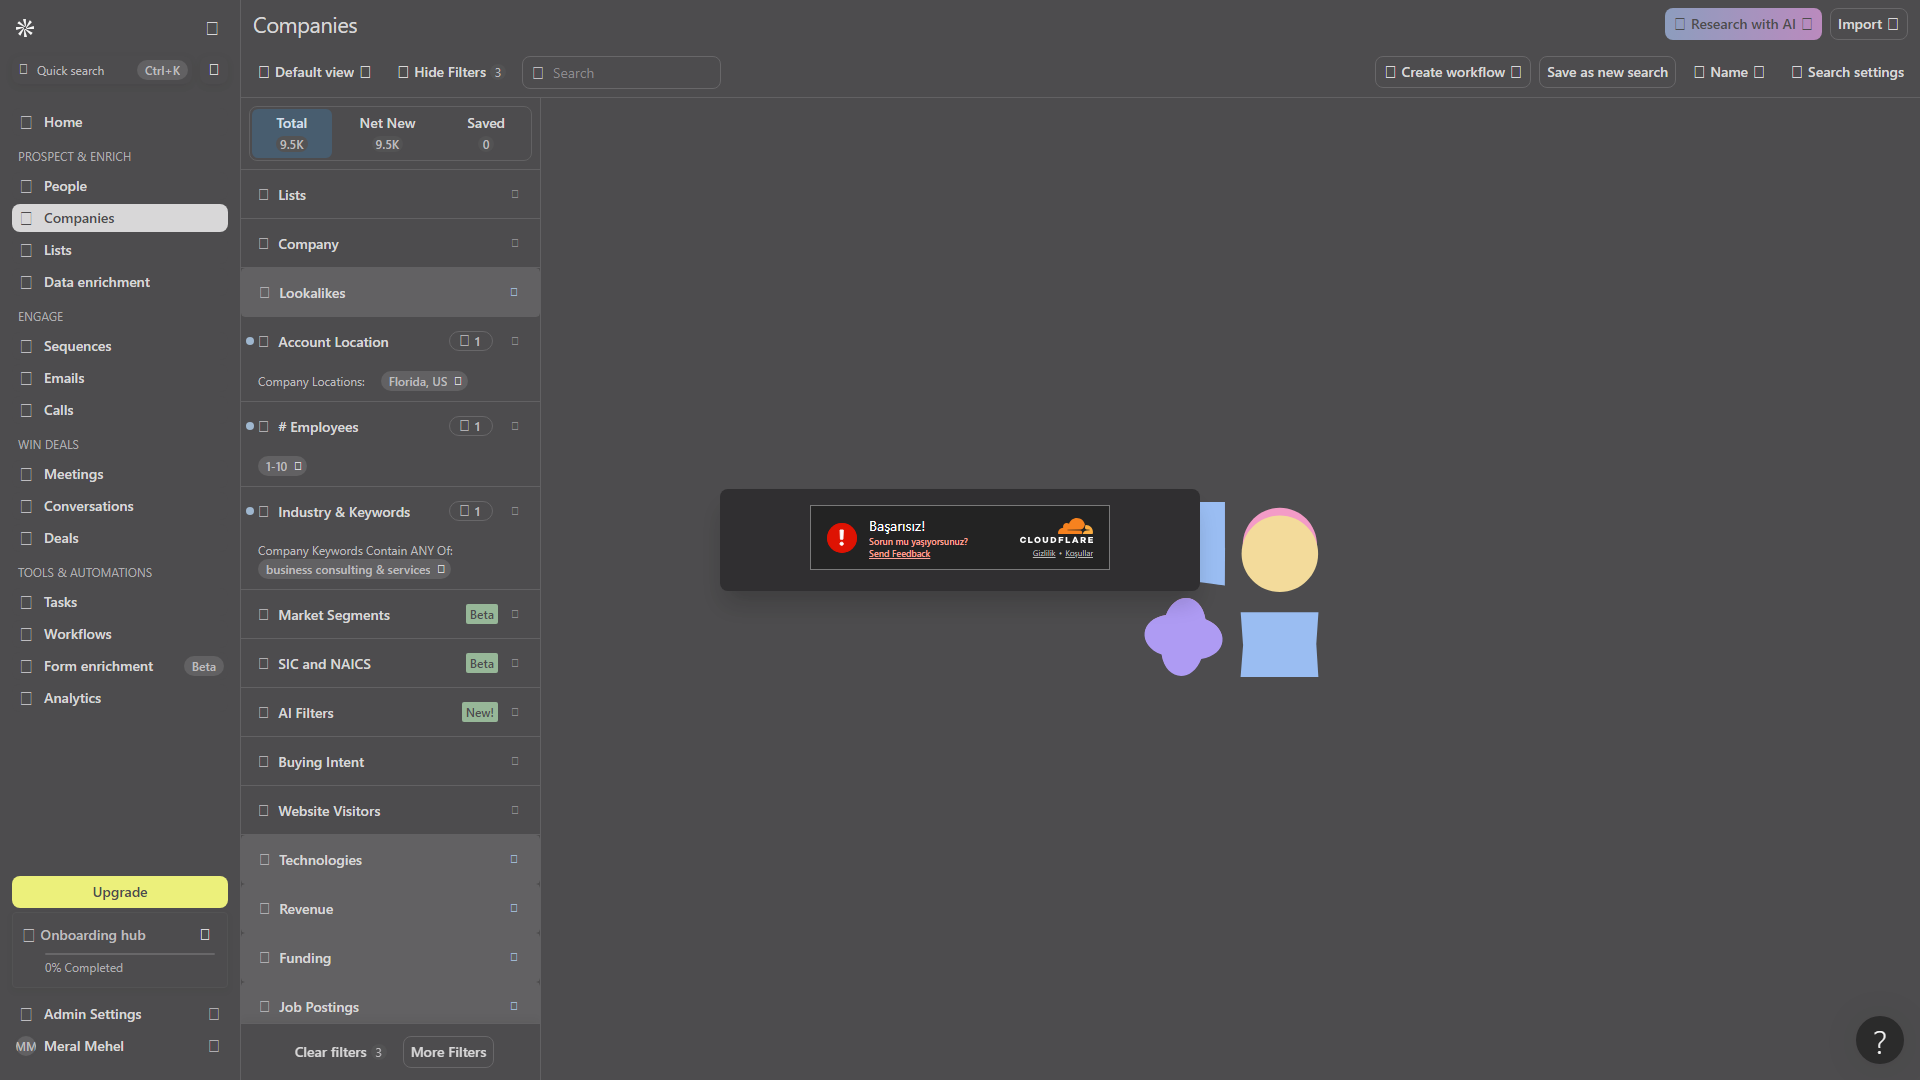 Quick search
Ctrl+K
Home
PROSPECT & ENRICH
People
Companies
Lists
Data enrichment
ENGAGE
Sequences
Emails
Calls
WIN DEALS
Meetings
Conversations
Deals
TOOLS & AUTOMATIONS
Tasks
Workflows
Form enrichment Beta
Analytics
Upgrade
Onboarding hub
0% Completed
Admin Settings
MM Meral Mehel
Companies
Research with AI
Import
Default view
Hide Filters 3
Search
Create workflow
Save as new search
Name
Search settings
Total
9.5K
Net New
9.5K
Saved
0
Lists
Company
Lookalikes
Account Location 1
Company Locations: Florida, US
# Employees 1
1-10
Industry & Keywords 1
Company Keywords Contain ANY Of:
business consulting & services
Market Segments Beta
SIC and NAICS Beta
AI Filters New!
Buying Intent
Website Visitors
Technologies
Revenue
Funding
Job Postings
Clear filters 3
More Filters
Başarısız!
Sorun mu yaşıyorsunuz?
Send Feedback
CLOUDFLARE
Gizlilik • Koşullar
?